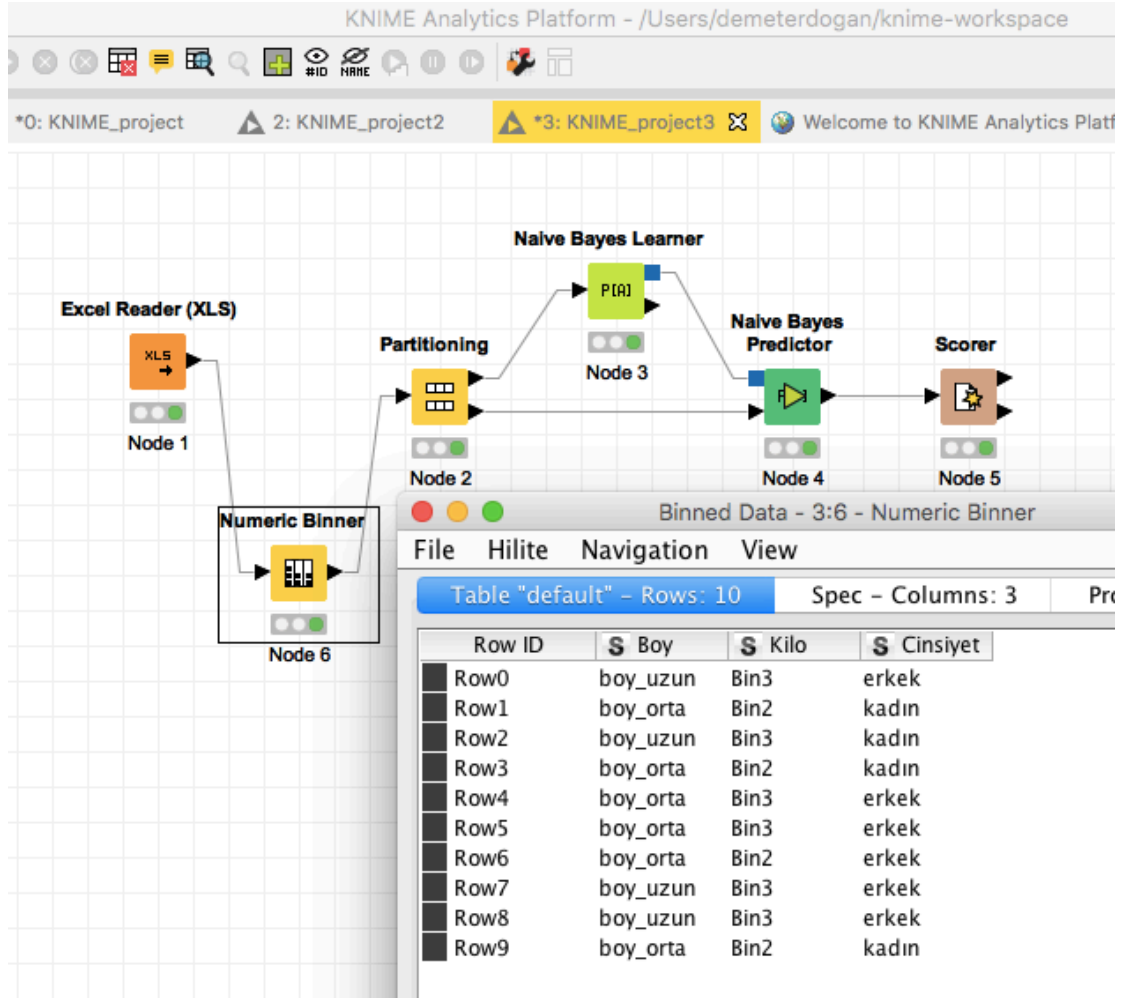 KNIME Analytics Platform - /Users/demeterdogan/knime-workspace
#ID NAME
*0: KNIME_project 2: KNIME_project2 *3: KNIME_project3 Welcome to KNIME Analytics Platf
Naive Bayes Learner
P[A]
Node 3
Excel Reader (XLS)
XLS
Node 1
Partitioning
Node 2
Naive Bayes
Predictor
Node 4
Scorer
Node 5
Numeric Binner
Node 6
Binned Data - 3:6 - Numeric Binner
File Hilite Navigation View
Table "default" - Rows: 10 Spec - Columns: 3 Pro
Row ID S Boy S Kilo S Cinsiyet
Row0 boy_uzun Bin3 erkek
Row1 boy_orta Bin2 kadın
Row2 boy_uzun Bin3 kadın
Row3 boy_orta Bin2 kadın
Row4 boy_orta Bin3 erkek
Row5 boy_orta Bin3 erkek
Row6 boy_orta Bin2 erkek
Row7 boy_uzun Bin3 erkek
Row8 boy_uzun Bin3 erkek
Row9 boy_orta Bin2 kadın